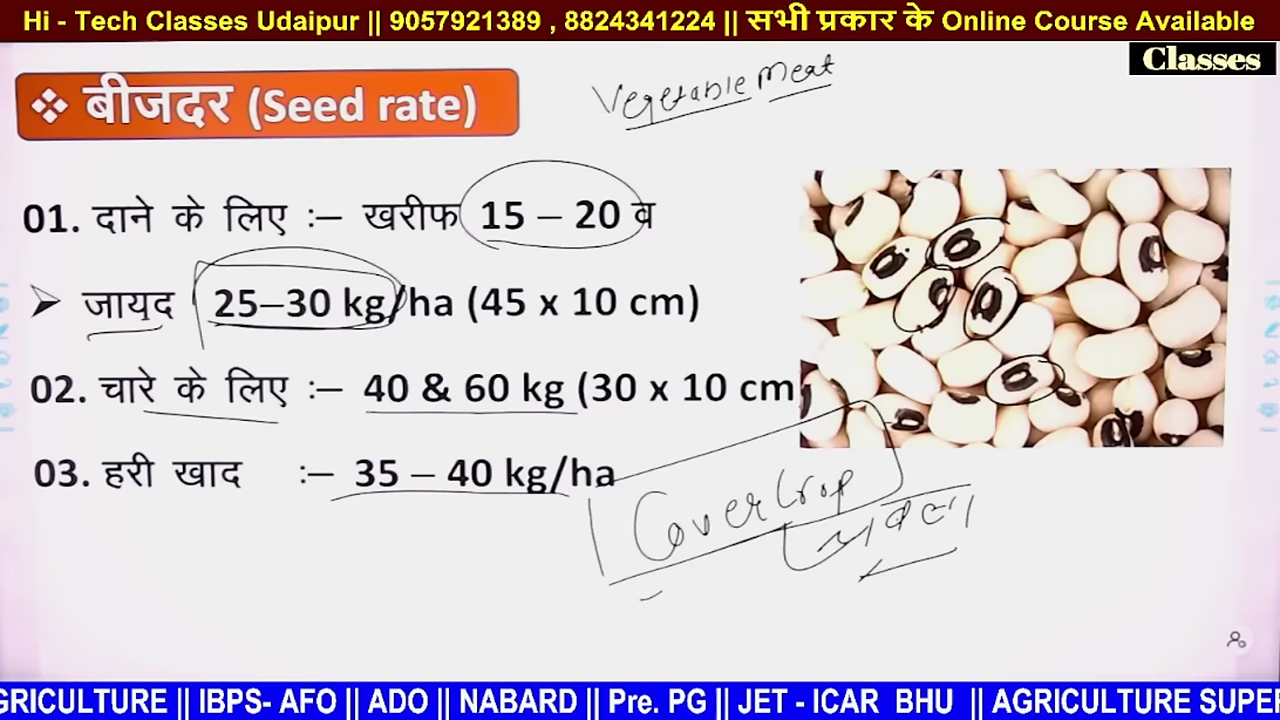 Hi - Tech Classes Udaipur || 9057921389 , 8824341224 || सभी प्रकार के Online Course Available
Classes
❖ बीजदर (Seed rate)
Vegetable Meat
01. दाने के लिए :– खरीफ 15 – 20 व
➤ जायद 25–30 kg/ha (45 x 10 cm)
02. चारे के लिए :– 40 & 60 kg (30 x 10 cm)
03. हरी खाद :– 35 – 40 kg/ha
Cover Crop
GRICULTURE || IBPS- AFO || ADO || NABARD || Pre. PG || JET - ICAR BHU || AGRICULTURE SUPE